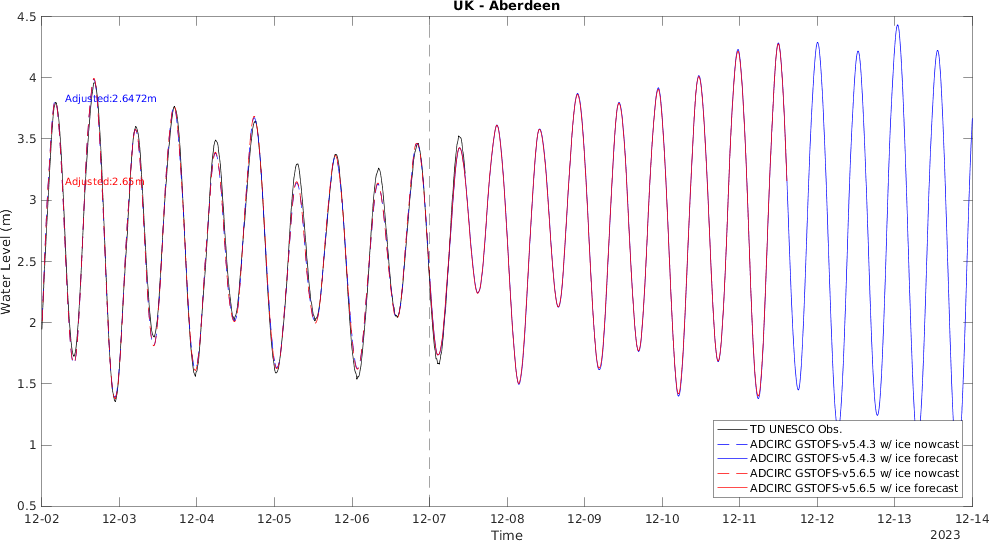 UK - Aberdeen
4.5
4
3.5
3
2.5
2
1.5
1
0.5
Water Level (m)
Adjusted:2.6472m
Adjusted:2.65m
TD UNESCO Obs.
ADCIRC GSTOFS-v5.4.3 w/ ice nowcast
ADCIRC GSTOFS-v5.4.3 w/ ice forecast
ADCIRC GSTOFS-v5.6.5 w/ ice nowcast
ADCIRC GSTOFS-v5.6.5 w/ ice forecast
12-02 12-03 12-04 12-05 12-06 12-07 12-08 12-09 12-10 12-11 12-12 12-13 12-14
Time
2023